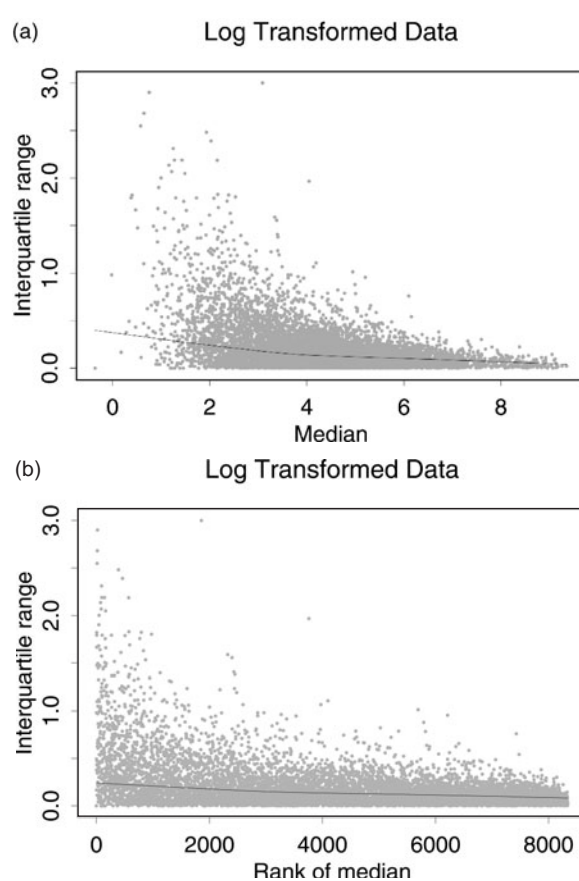 (a)
Log Transformed Data
Interquartile range
3.0
2.0
1.0
0.0
0 2 4 6 8
Median
(b)
Log Transformed Data
Interquartile range
3.0
2.0
1.0
0.0
0 2000 4000 6000 8000
Rank of median